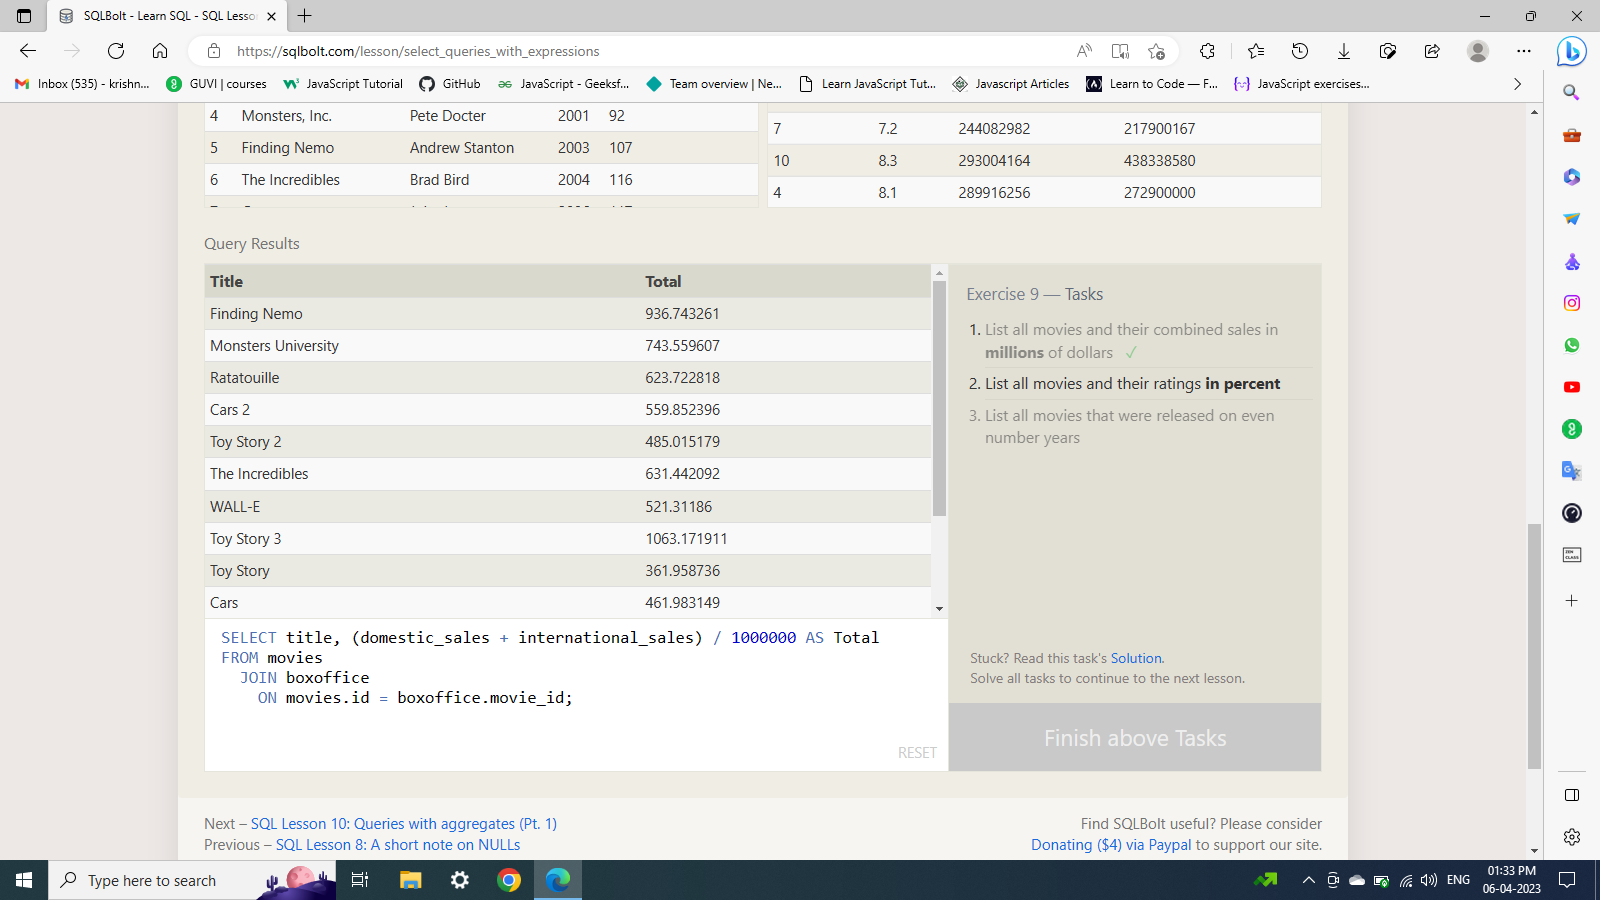 SQLBolt - Learn SQL - SQL Lesso
https://sqlbolt.com/lesson/select_queries_with_expressions
Inbox (535) - krishn...
GUVI | courses
JavaScript Tutorial
GitHub
JavaScript - Geeksf...
Team overview | Ne...
Learn JavaScript Tut...
Javascript Articles
Learn to Code — F...
JavaScript exercises...
4 Monsters, Inc. Pete Docter 2001 92
5 Finding Nemo Andrew Stanton 2003 107
6 The Incredibles Brad Bird 2004 116
7 7.2 244082982 217900167
10 8.3 293004164 438338580
4 8.1 289916256 272900000
Query Results
Title Total
Finding Nemo 936.743261
Monsters University 743.559607
Ratatouille 623.722818
Cars 2 559.852396
Toy Story 2 485.015179
The Incredibles 631.442092
WALL-E 521.31186
Toy Story 3 1063.171911
Toy Story 361.958736
Cars 461.983149
Exercise 9 — Tasks
1. List all movies and their combined sales in
millions of dollars ✓
2. List all movies and their ratings in percent
3. List all movies that were released on even
number years
Stuck? Read this task's Solution.
Solve all tasks to continue to the next lesson.
Finish above Tasks
SELECT title, (domestic_sales + international_sales) / 1000000 AS Total
FROM movies
JOIN boxoffice
ON movies.id = boxoffice.movie_id;
RESET
Next – SQL Lesson 10: Queries with aggregates (Pt. 1)
Previous – SQL Lesson 8: A short note on NULLs
Find SQLBolt useful? Please consider
Donating ($4) via Paypal to support our site.
Type here to search
ENG
01:33 PM
06-04-2023